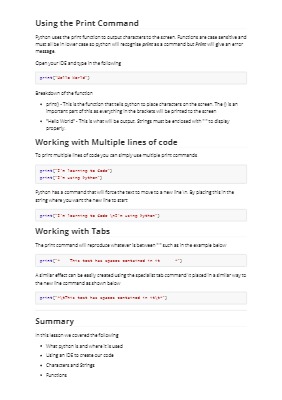 Using the Print Command
Python uses the print function to output characters to the screen. Functions are case sensitive and
must all be in lower case so python will recognise print as a command but Print will give an error
message.
Open your IDE and type in the following
print("Hello World")
Breakdown of the function
• print() - This is the function that tells python to place characters on the screen. The () is an
important part of this as everything in the brackets will be printed to the screen
• "Hello World" - This is what will be output. Strings must be enclosed with " " to display
properly.
Working with Multiple lines of code
To print multiple lines of code you can simply use multiple print commands
print("I'm learning to Code")
print("I'm using Python")
Python has a command that will force the text to move to a new line \n. By placing this in the
string where you want the new line to start
print("I'm learning to Code \nI'm using Python")
Working with Tabs
The print command will reproduce whatever is between " " such as in the example below
print("* This text has spaces contained in it *")
A similar effect can be easily created using the specialist tab command \t placed in a similar way to
the new line command as shown below
print("*\tThis text has spaces contained in it\t*")
Summary
In this lesson we covered the following
• What python is and where it is used
• Using an IDE to create our code
• Characters and Strings
• Functions